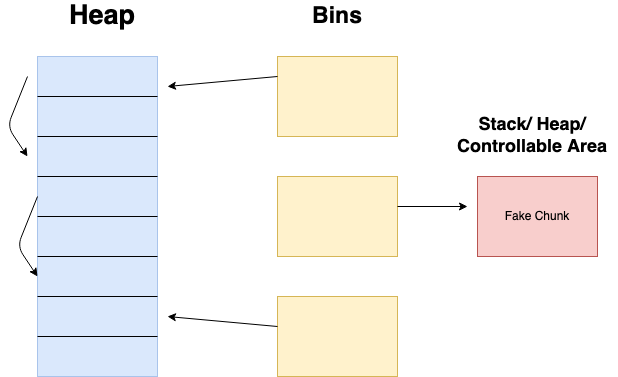 Heap
Bins
Stack/ Heap/
Controllable Area
Fake Chunk